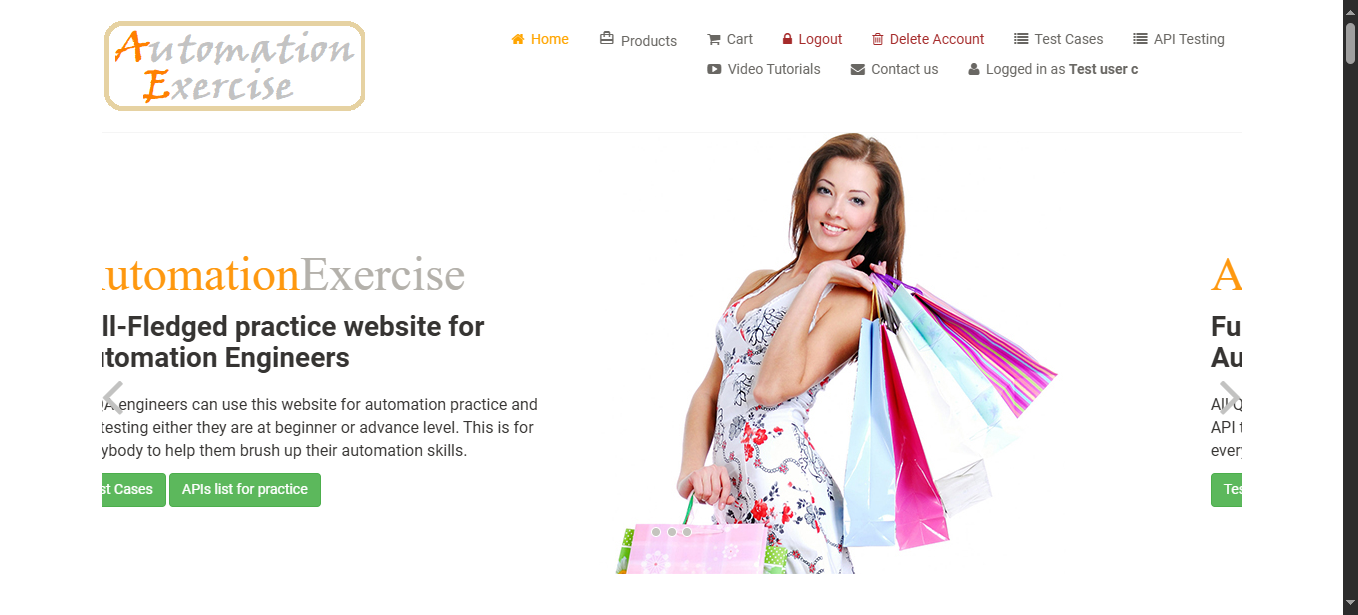 Automation
Exercise
Home
Products
Cart
Logout
Delete Account
Test Cases
API Testing
Video Tutorials
Contact us
Logged in as Test user c
utomationExercise
ll-Fledged practice website for
utomation Engineers
QA engineers can use this website for automation practice and
testing either they are at beginner or advance level. This is for
ybody to help them brush up their automation skills.
st Cases
APIs list for practice
A
Fu
Au
All Q
API t
every
Tes